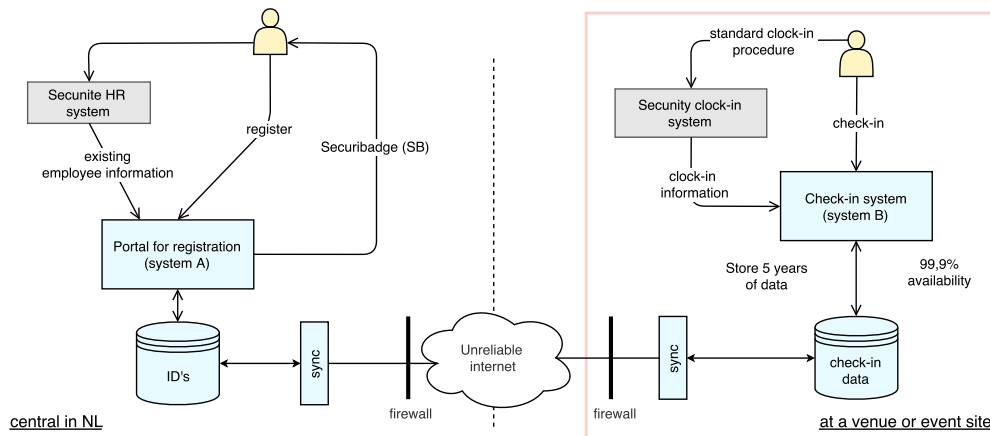 Secunite HR
system
existing
employee information
register
Securibadge (SB)
Portal for registration
(system A)
ID's
sync
firewall
central in NL
Unreliable
internet
standard clock-in
procedure
Security clock-in
system
check-in
clock-in
information
Check-in system
(system B)
Store 5 years
of data
99,9%
availability
firewall
sync
check-in
data
at a venue or event site